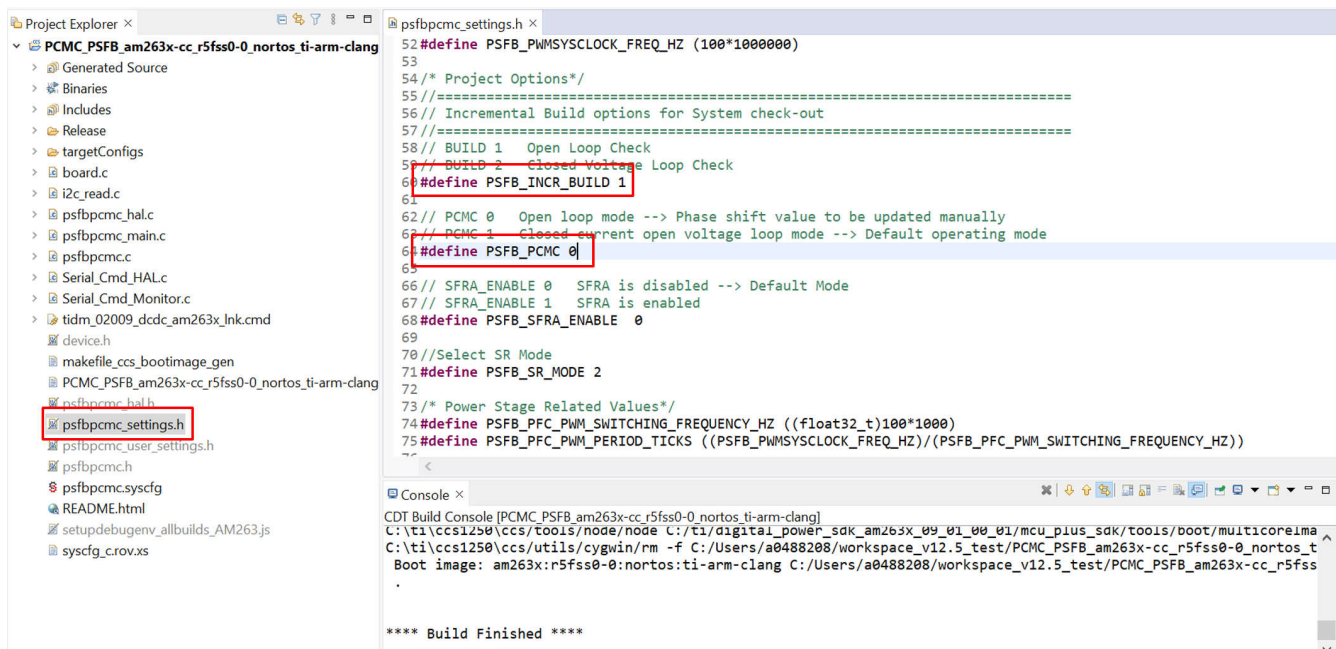 Project Explorer ×
PCMC_PSFB_am263x-cc_r5fss0-0_nortos_ti-arm-clang
Generated Source
Binaries
Includes
Release
targetConfigs
board.c
i2c_read.c
psfbpcmc_hal.c
psfbpcmc_main.c
psfbpcmc.c
Serial_Cmd_HAL.c
Serial_Cmd_Monitor.c
tidm_02009_dcdc_am263x_lnk.cmd
device.h
makefile_ccs_bootimage_gen
PCMC_PSFB_am263x-cc_r5fss0-0_nortos_ti-arm-clang
psfbpcmc_hal.h
psfbpcmc_settings.h
psfbpcmc_user_settings.h
psfbpcmc.h
psfbpcmc.syscfg
README.html
setupdebugenv_allbuilds_AM263.js
syscfg_c.rov.xs
psfbpcmc_settings.h ×
52 #define PSFB_PWMSYSCLOCK_FREQ_HZ (100*1000000)
53
54 /* Project Options*/
55 //=============================================================================
56 // Incremental Build options for System check-out
57 //=============================================================================
58 // BUILD 1   Open Loop Check
59 // BUILD 2   Closed Voltage Loop Check
60 #define PSFB_INCR_BUILD 1
61
62 // PCMC 0   Open loop mode --> Phase shift value to be updated manually
63 // PCMC 1   Closed current open voltage loop mode --> Default operating mode
64 #define PSFB_PCMC 0
65
66 // SFRA_ENABLE 0   SFRA is disabled --> Default Mode
67 // SFRA_ENABLE 1   SFRA is enabled
68 #define PSFB_SFRA_ENABLE  0
69
70 //Select SR Mode
71 #define PSFB_SR_MODE 2
72
73 /* Power Stage Related Values*/
74 #define PSFB_PFC_PWM_SWITCHING_FREQUENCY_HZ ((float32_t)100*1000)
75 #define PSFB_PFC_PWM_PERIOD_TICKS ((PSFB_PWMSYSCLOCK_FREQ_HZ)/(PSFB_PFC_PWM_SWITCHING_FREQUENCY_HZ))
Console ×
CDT Build Console [PCMC_PSFB_am263x-cc_r5fss0-0_nortos_ti-arm-clang]
C:\ti\ccs1250\ccs/tools/node/node C:/ti/digital_power_sdk_am263x_09_01_00_01/mcu_plus_sdk/tools/boot/multicoreIma
C:\ti\ccs1250\ccs/utils/cygwin/rm -f C:/Users/a0488208/workspace_v12.5_test/PCMC_PSFB_am263x-cc_r5fss0-0_nortos_t
Boot image: am263x:r5fss0-0:nortos:ti-arm-clang C:/Users/a0488208/workspace_v12.5_test/PCMC_PSFB_am263x-cc_r5fss
.
**** Build Finished ****